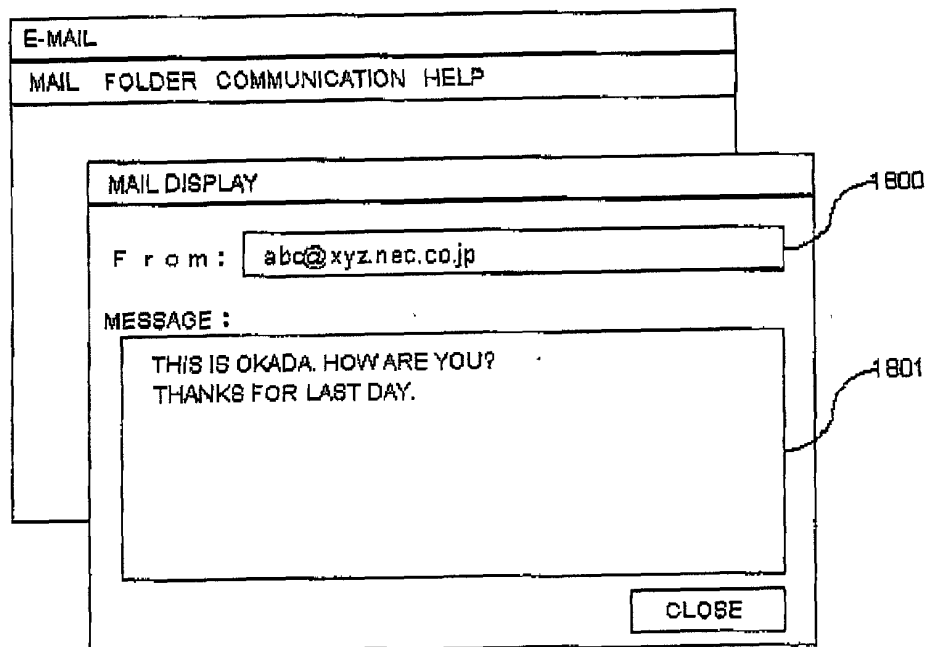 E-MAIL
MAIL FOLDER COMMUNICATION HELP
MAIL DISPLAY
1800
From: abc@xyz.nec.co.jp
MESSAGE:
THIS IS OKADA. HOW ARE YOU?
THANKS FOR LAST DAY.
1801
CLOSE